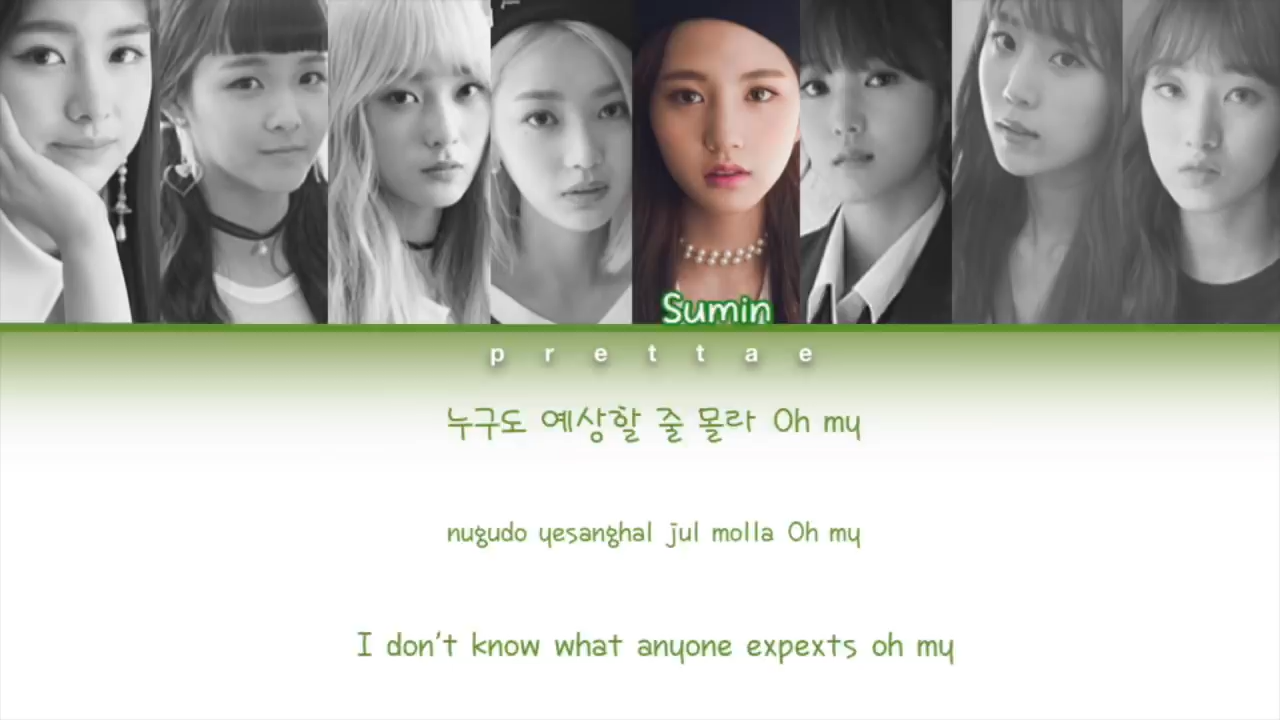 Sumin
prettae
누구도 예상할 줄 몰라 Oh my
nugudo yesanghal jul molla Oh my
I don't know what anyone expexts oh my